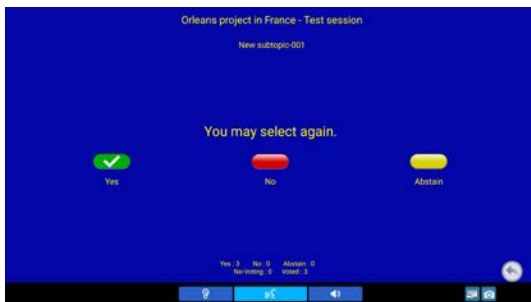 Orleans project in France - Test session
New subtopic-001
You may select again.
Yes No Abstain
Yes : 3 No : 0 Abstain : 0
No-Voting : 0 Voted : 3